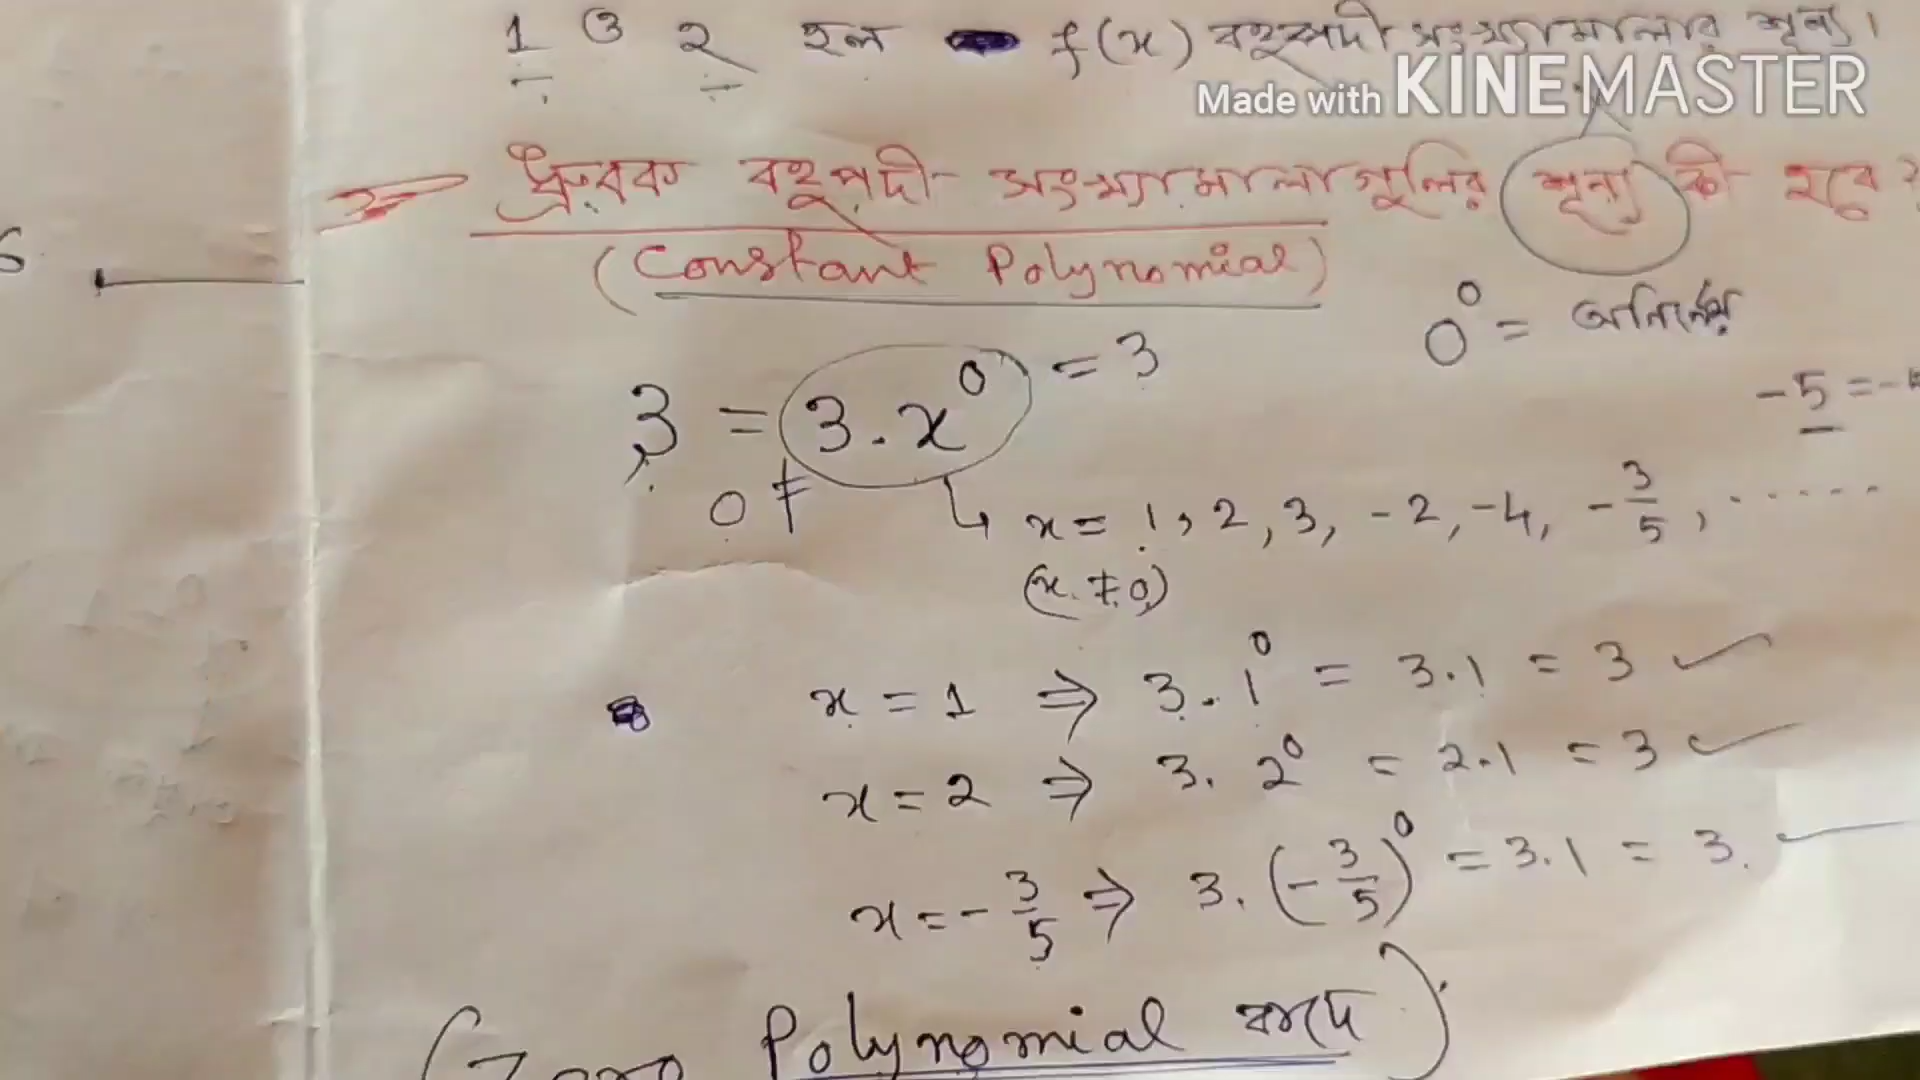 1 ও ২ হল f(x) বহুপদী সংখ্যামালার শূন্য।
Made with KINEMASTER
ধ্রুবক বহুপদী সংখ্যামালাগুলির শূন্য কী হবে?
(Constant Polynomial)
0⁰ = অনির্ণেয়
3 = 3.x⁰ = 3
-5 =
0 ≠
x = 1, 2, 3, -2, -4, -3/5, ......
(x ≠ 0)
x = 1 ⇒ 3.1⁰ = 3.1 = 3 ✓
x = 2 ⇒ 3. 2⁰ = 2.1 = 3 ✓
x = -3/5 ⇒ 3.(-3/5)⁰ = 3.1 = 3. ✓
(Zero Polynomial বাদে)